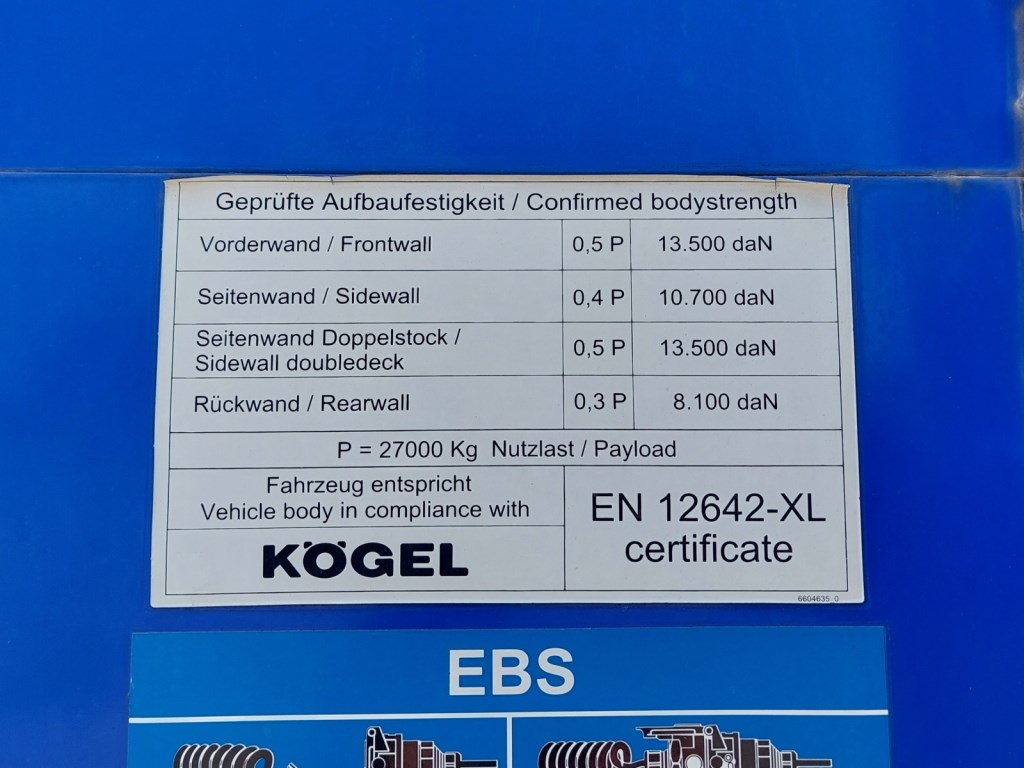 Geprüfte Aufbaufestigkeit / Confirmed bodystrength
Vorderwand / Frontwall 0,5 P 13.500 daN
Seitenwand / Sidewall 0,4 P 10.700 daN
Seitenwand Doppelstock /
Sidewall doubledeck 0,5 P 13.500 daN
Rückwand / Rearwall 0,3 P 8.100 daN
P = 27000 Kg Nutzlast / Payload
Fahrzeug entspricht
Vehicle body in compliance with
KÖGEL
EN 12642-XL
certificate
6604635_0
EBS